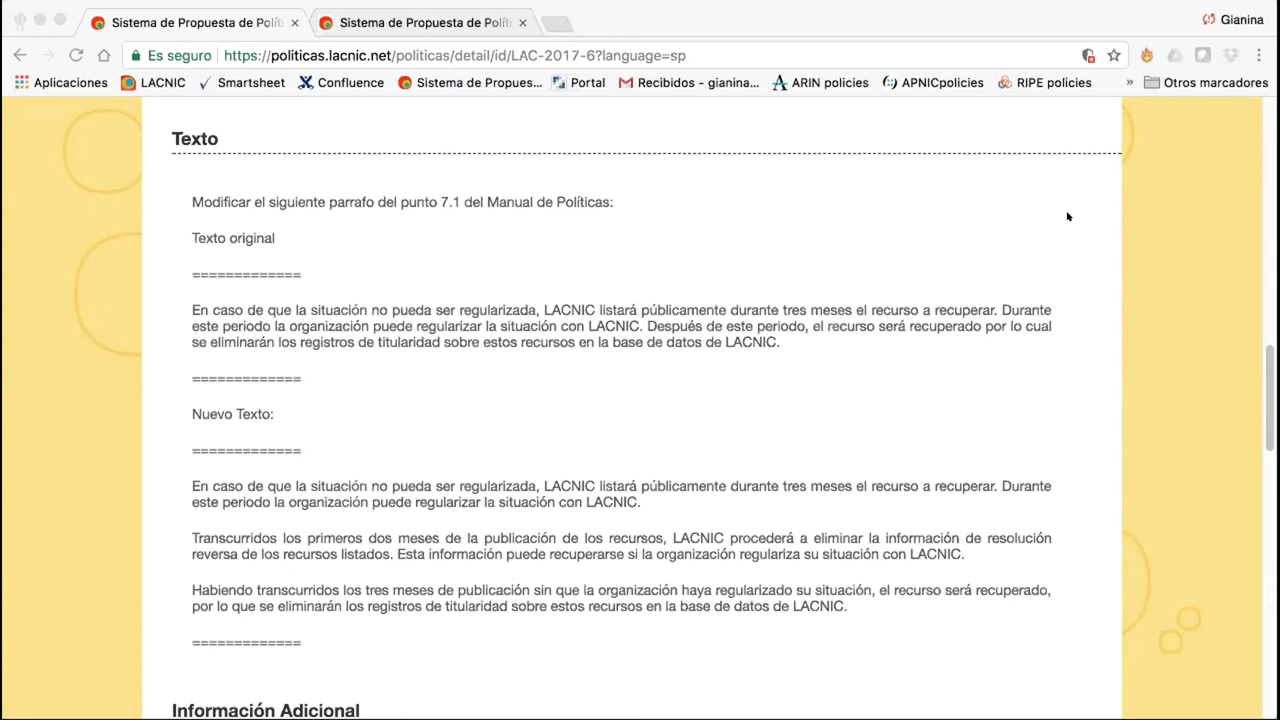 Sistema de Propuesta de Polít
Sistema de Propuesta de Polít
Gianina
Es seguro
https://politicas.lacnic.net/politicas/detail/id/LAC-2017-6?language=sp
Aplicaciones
LACNIC
Smartsheet
Confluence
Sistema de Propues...
Portal
Recibidos - gianina...
ARIN policies
APNICpolicies
RIPE policies
»
Otros marcadores
Texto
Modificar el siguiente parrafo del punto 7.1 del Manual de Políticas:
Texto original
=============
En caso de que la situación no pueda ser regularizada, LACNIC listará públicamente durante tres meses el recurso a recuperar. Durante
este periodo la organización puede regularizar la situación con LACNIC. Después de este periodo, el recurso será recuperado por lo cual
se eliminarán los registros de titularidad sobre estos recursos en la base de datos de LACNIC.
=============
Nuevo Texto:
=============
En caso de que la situación no pueda ser regularizada, LACNIC listará públicamente durante tres meses el recurso a recuperar. Durante
este periodo la organización puede regularizar la situación con LACNIC.
Transcurridos los primeros dos meses de la publicación de los recursos, LACNIC procederá a eliminar la información de resolución
reversa de los recursos listados. Esta información puede recuperarse si la organización regulariza su situación con LACNIC.
Habiendo transcurridos los tres meses de publicación sin que la organización haya regularizado su situación, el recurso será recuperado,
por lo que se eliminarán los registros de titularidad sobre estos recursos en la base de datos de LACNIC.
=============
Información Adicional